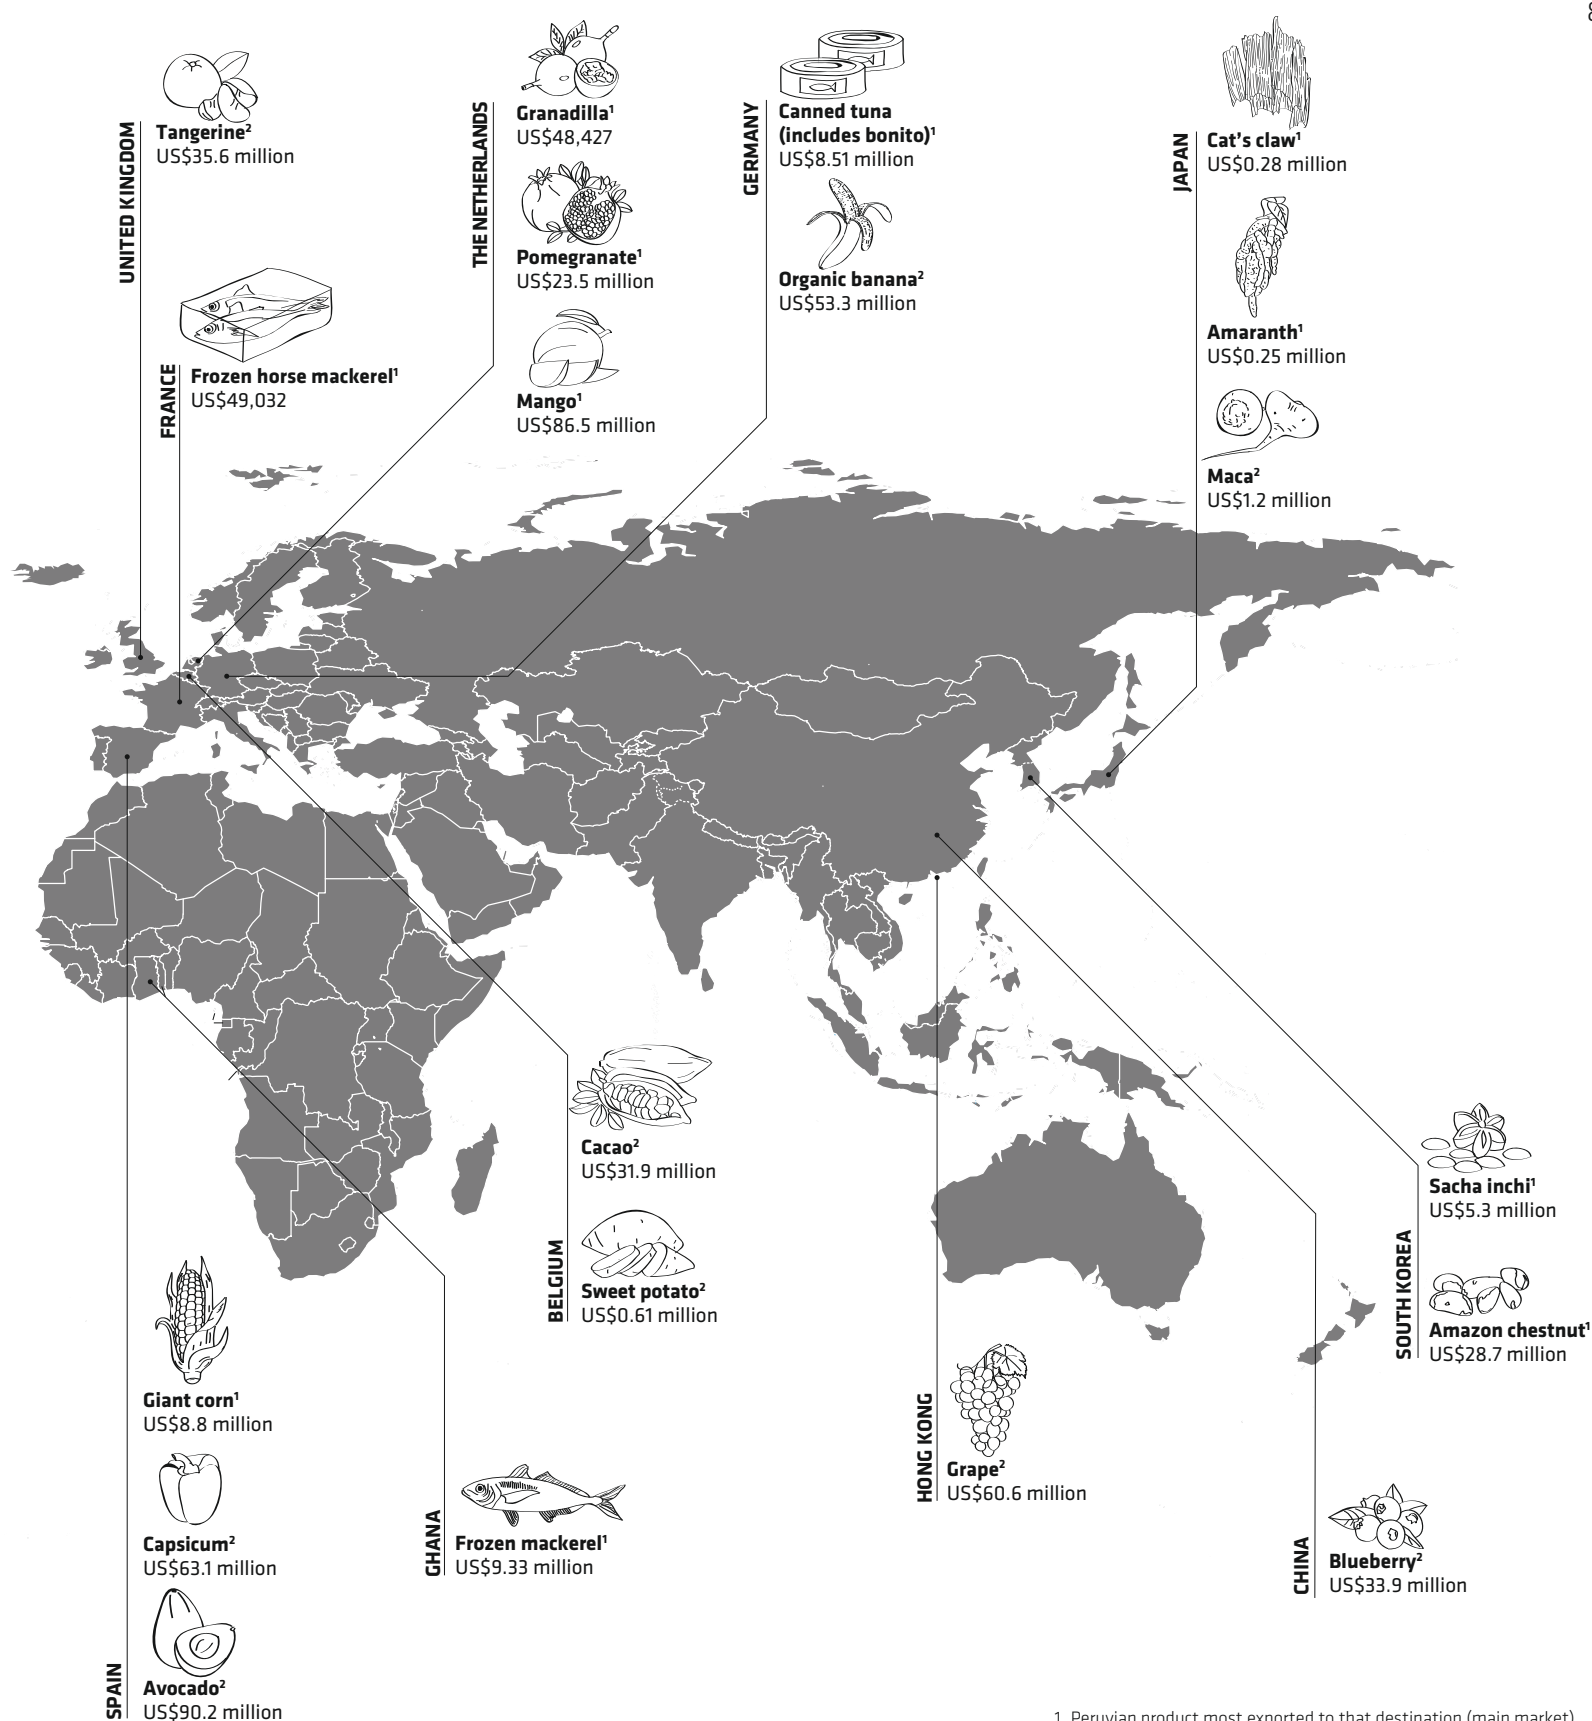 UNITED KINGDOM
Tangerine²
US$35.6 million
FRANCE
Frozen horse mackerel¹
US$49,032
THE NETHERLANDS
Granadilla¹
US$48,427
Pomegranate¹
US$23.5 million
Mango¹
US$86.5 million
GERMANY
Canned tuna
(includes bonito)¹
US$8.51 million
Organic banana²
US$53.3 million
JAPAN
Cat's claw¹
US$0.28 million
Amaranth¹
US$0.25 million
Maca²
US$1.2 million
SPAIN
Giant corn¹
US$8.8 million
Capsicum²
US$63.1 million
Avocado²
US$90.2 million
GHANA
Frozen mackerel¹
US$9.33 million
BELGIUM
Cacao²
US$31.9 million
Sweet potato²
US$0.61 million
HONG KONG
Grape²
US$60.6 million
CHINA
Blueberry²
US$33.9 million
SOUTH KOREA
Sacha inchi¹
US$5.3 million
Amazon chestnut¹
US$28.7 million
1. Peruvian product most exported to that destination (main market)